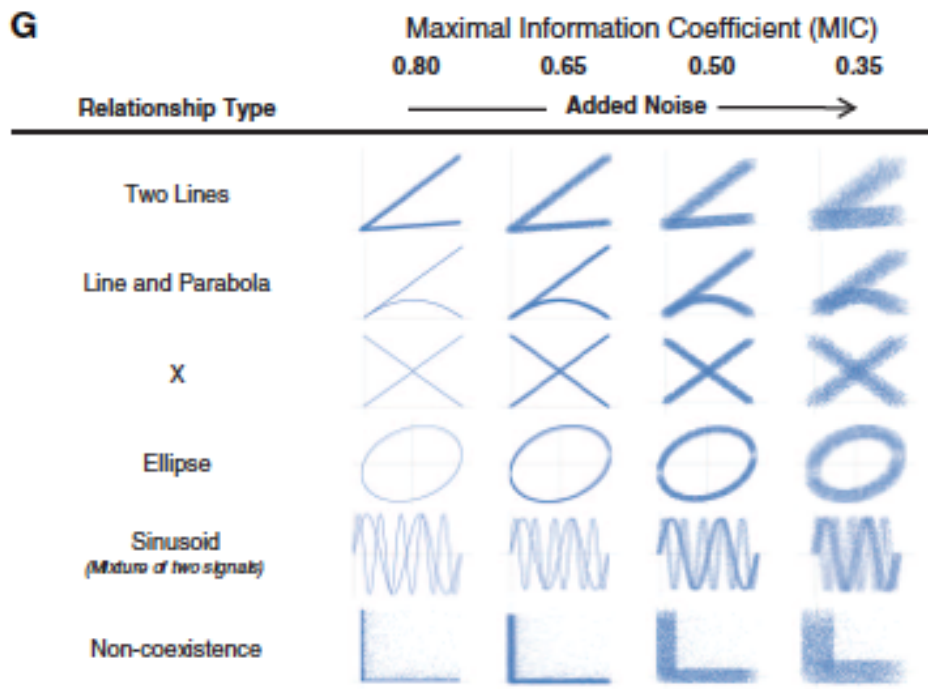 G
Maximal Information Coefficient (MIC)
0.80 0.65 0.50 0.35
Relationship Type Added Noise
Two Lines
Line and Parabola
X
Ellipse
Sinusoid
(Mixture of two signals)
Non-coexistence